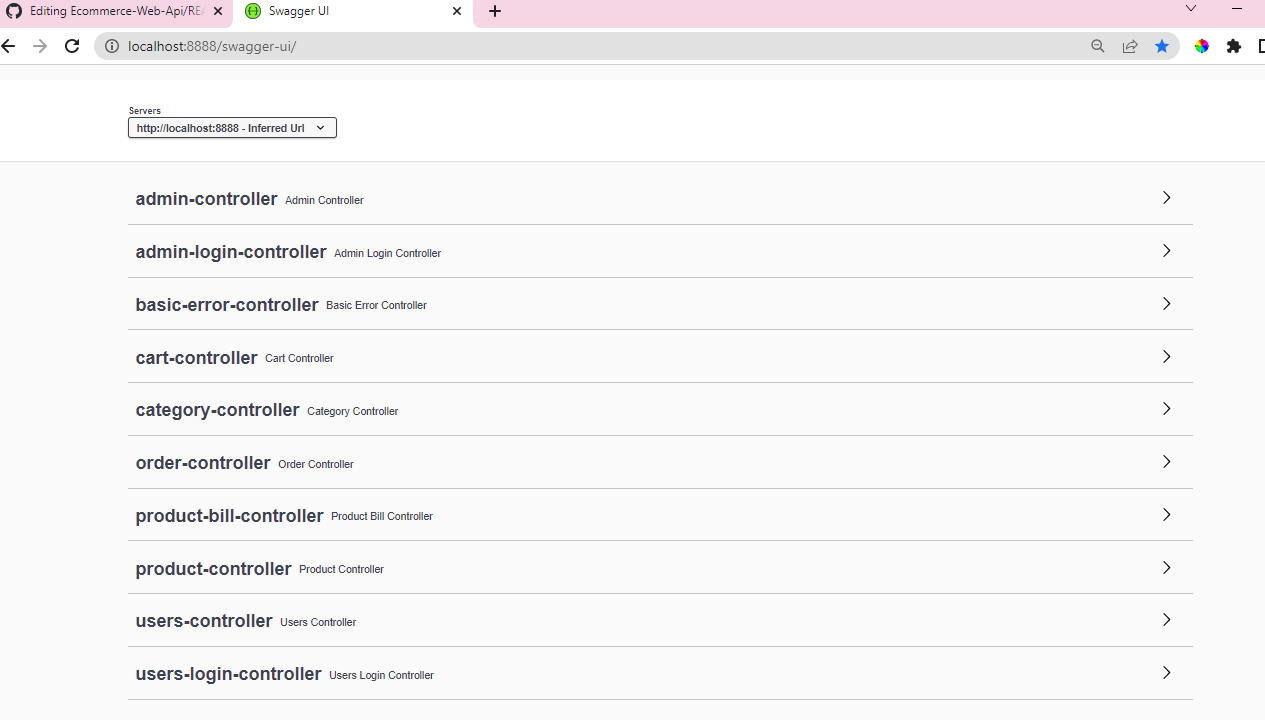 Editing Ecommerce-Web-Api/REA
Swagger UI
localhost:8888/swagger-ui/
Servers
http://localhost:8888 - Inferred Url
admin-controller Admin Controller
admin-login-controller Admin Login Controller
basic-error-controller Basic Error Controller
cart-controller Cart Controller
category-controller Category Controller
order-controller Order Controller
product-bill-controller Product Bill Controller
product-controller Product Controller
users-controller Users Controller
users-login-controller Users Login Controller